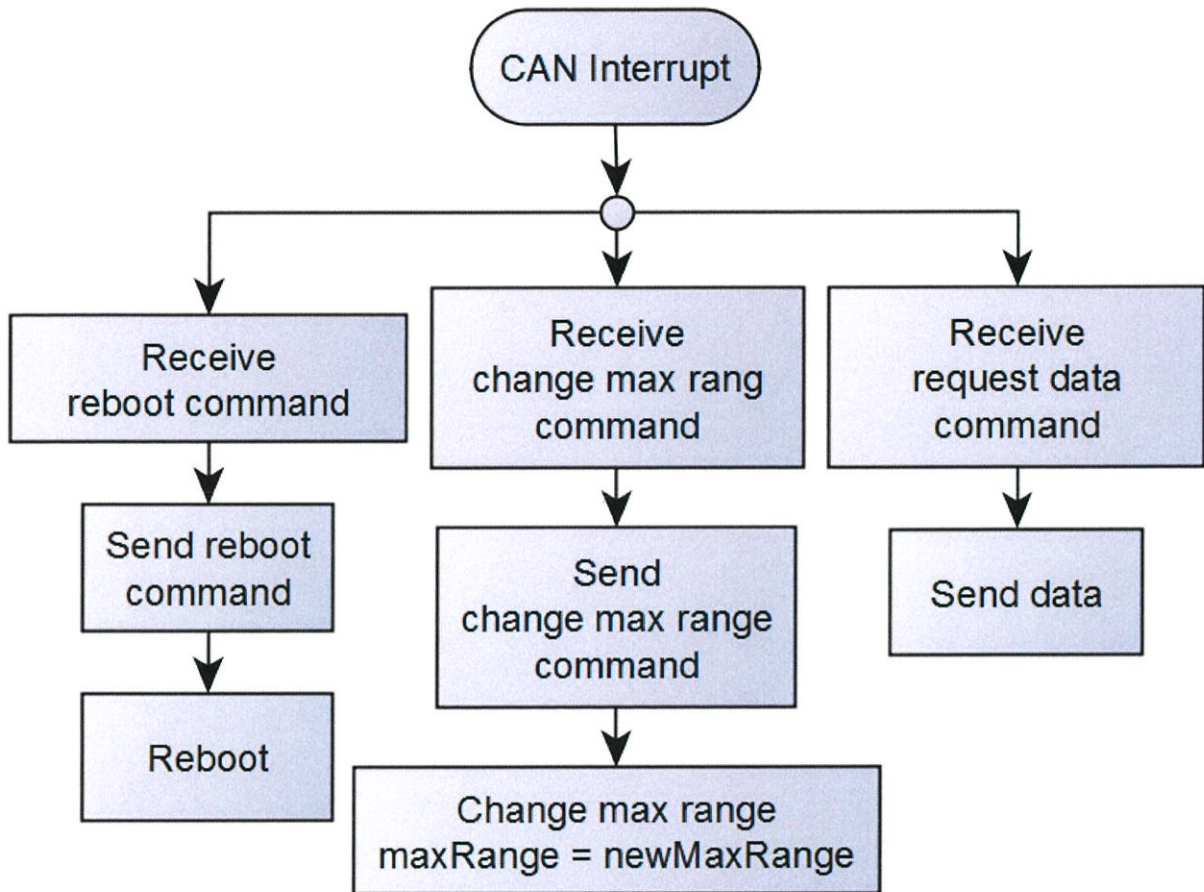 CAN Interrupt
Receive
reboot command
Send reboot
command
Reboot
Receive
change max rang
command
Send
change max range
command
Change max range
maxRange = newMaxRange
Receive
request data
command
Send data